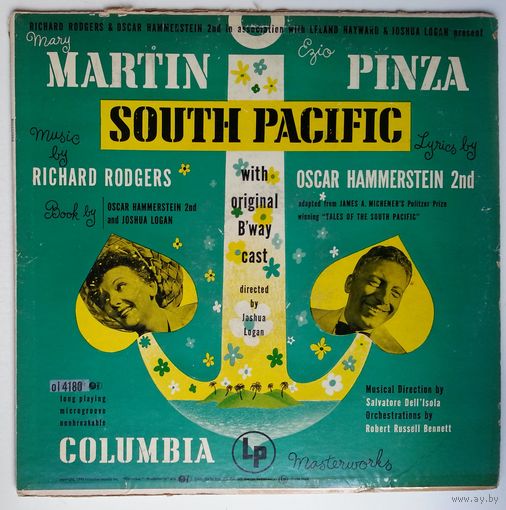 RICHARD RODGERS & OSCAR HAMMERSTEIN 2nd in association with LELAND HAYWARD & JOSHUA LOGAN present
Mary
MARTIN
Ezio
PINZA
SOUTH PACIFIC
Music
by
RICHARD RODGERS
Lyrics by
OSCAR HAMMERSTEIN 2nd
adapted from JAMES A. MICHENER's Pulitzer Prize
winning "TALES OF THE SOUTH PACIFIC"
Book by
OSCAR HAMMERSTEIN 2nd
and JOSHUA LOGAN
with
original
B'way
cast
directed
by
Joshua
Logan
ol 4180
long playing
microgroove
nonbreakable
COLUMBIA
Lp
Masterworks
Musical Direction by
Salvatore Dell'Isola
Orchestrations by
Robert Russell Bennett
ay.by